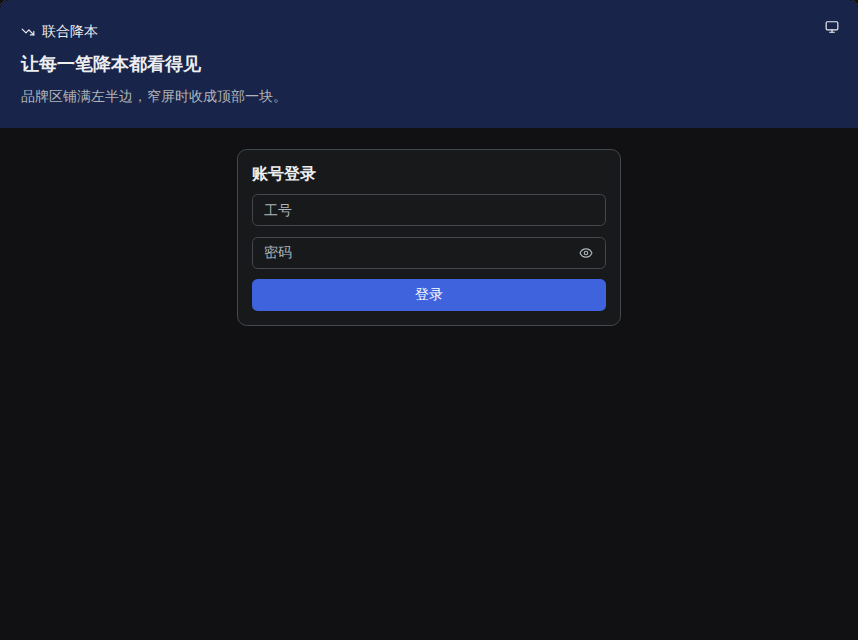 联合降本
让每一笔降本都看得见
品牌区铺满左半边，窄屏时收成顶部一块。
账号登录
工号
密码
登录